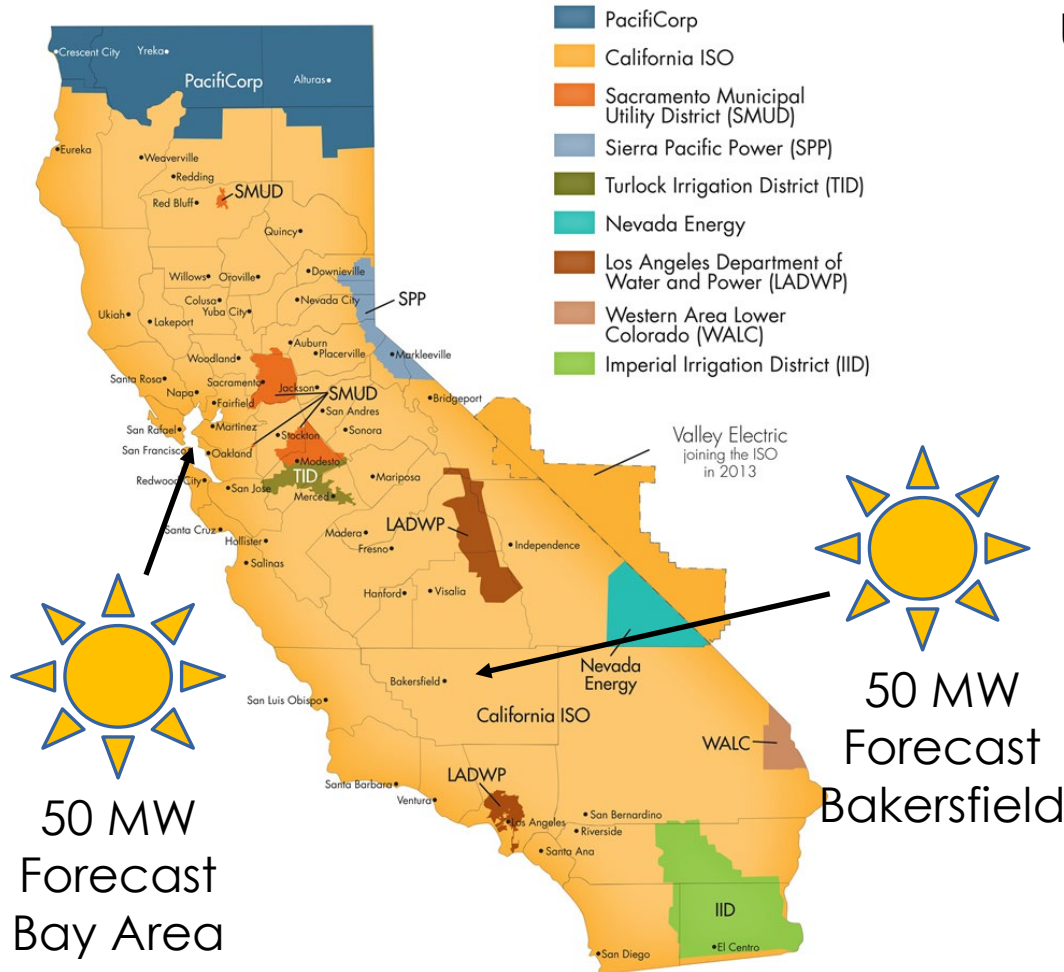 PacifiCorp
California ISO
Sacramento Municipal
Utility District (SMUD)
Sierra Pacific Power (SPP)
Turlock Irrigation District (TID)
Nevada Energy
Los Angeles Department of
Water and Power (LADWP)
Western Area Lower
Colorado (WALC)
Imperial Irrigation District (IID)
Crescent City
Yreka
PacifiCorp
Alturas
Eureka
Weaverville
Redding
SMUD
Red Bluff
Quincy
Willows
Oroville
Downieville
Colusa
Nevada City
SPP
Yuba City
Ukiah
Lakeport
Auburn
Markleeville
Woodland
Placerville
Santa Rosa
Sacramento
Jackson
SMUD
Napa
Fairfield
Bridgeport
San Andres
San Rafael
Martinez
Stockton
Sonora
Valley Electric
joining the ISO
in 2013
San Francisco
Oakland
Modesto
TID
Redwood City
San Jose
Merced
Mariposa
Santa Cruz
Madera
LADWP
Hollister
Fresno
Independence
Salinas
Hanford
Visalia
Nevada
Energy
Bakersfield
San Luis Obispo
California ISO
WALC
LADWP
Santa Barbara
Ventura
San Bernardino
Los Angeles
Riverside
Santa Ana
IID
El Centro
San Diego
50 MW
Forecast
Bakersfield
50 MW
Forecast
Bay Area